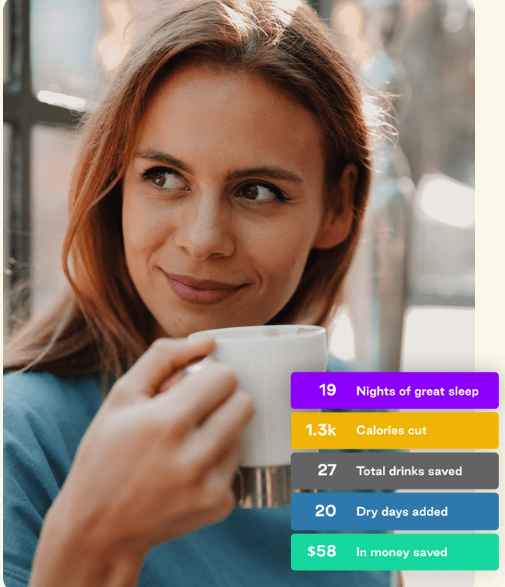 19 Nights of great sleep
1.3k Calories cut
27 Total drinks saved
20 Dry days added
$58 In money saved